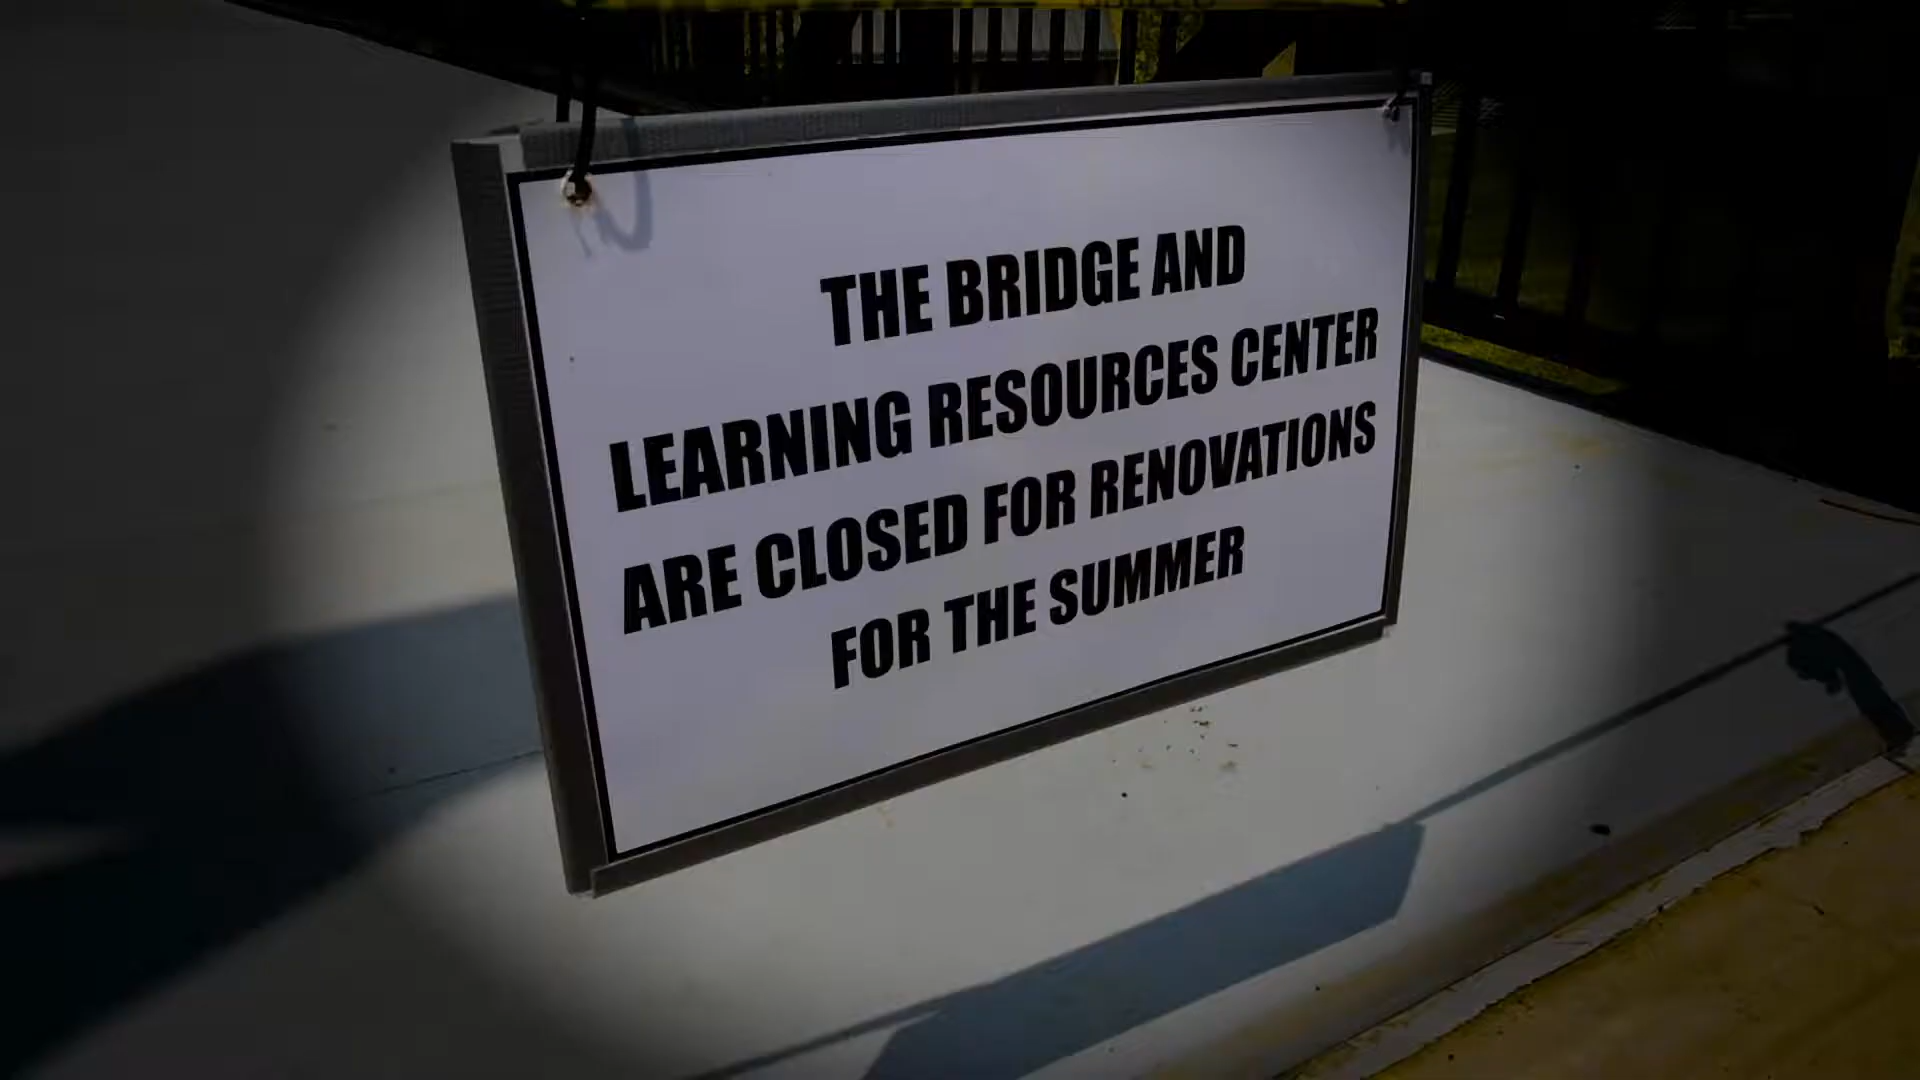 THE BRIDGE AND
LEARNING RESOURCES CENTER
ARE CLOSED FOR RENOVATIONS
FOR THE SUMMER